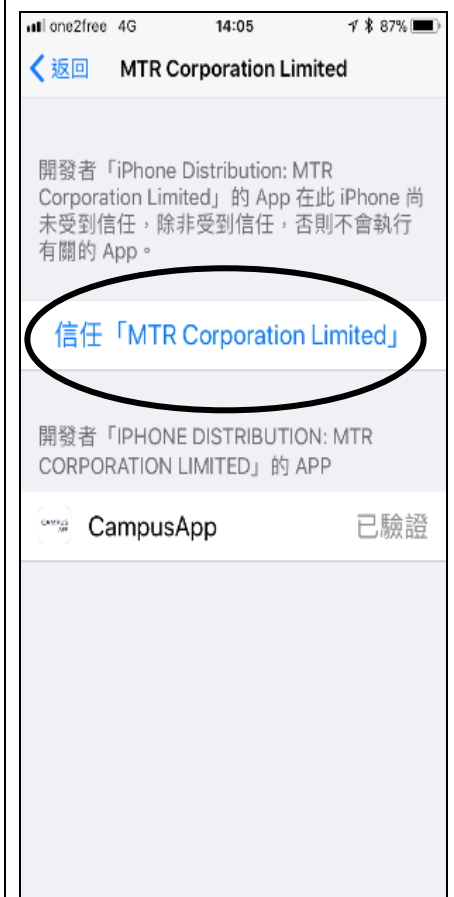 one2free 4G 14:05 87%
返回 MTR Corporation Limited
開發者「iPhone Distribution: MTR
Corporation Limited」的 App 在此 iPhone 尚
未受到信任，除非受到信任，否則不會執行
有關的 App。
信任「MTR Corporation Limited」
開發者「IPHONE DISTRIBUTION: MTR
CORPORATION LIMITED」的 APP
CAMPUS
APP
CampusApp 已驗證